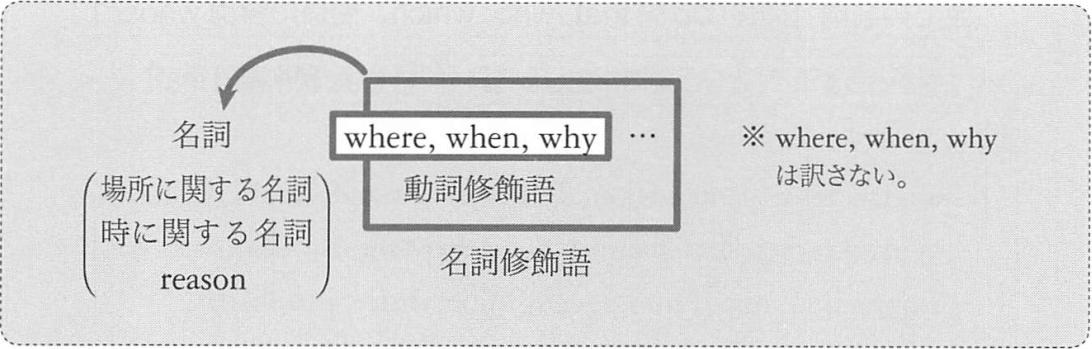 名詞
(場所に関する名詞
時に関する名詞
reason)
where, when, why …
動詞修飾語
名詞修飾語
※ where, when, why
は訳さない。